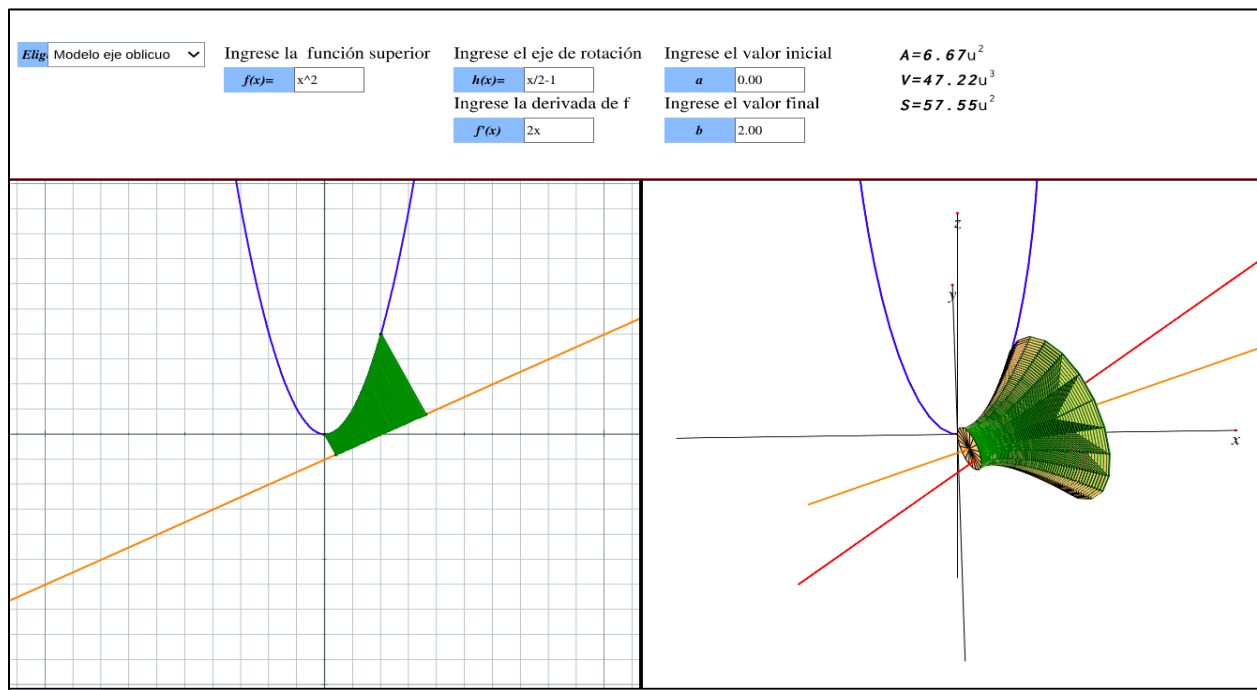 Elig Modelo eje oblicuo
Ingrese la función superior
f(x)= x^2
Ingrese el eje de rotación
h(x)= x/2-1
Ingrese la derivada de f
f'(x) 2x
Ingrese el valor inicial
a 0.00
Ingrese el valor final
b 2.00
A=6.67u²
V=47.22u³
S=57.55u²
z
y
x